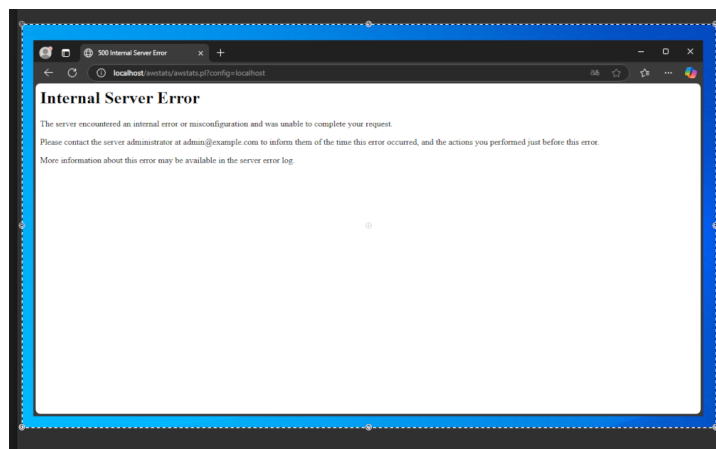 500 Internal Server Error
localhost/awstats/awstats.pl?config=localhost
Internal Server Error
The server encountered an internal error or misconfiguration and was unable to complete your request.
Please contact the server administrator at admin@example.com to inform them of the time this error occurred, and the actions you performed just before this error.
More information about this error may be available in the server error log.